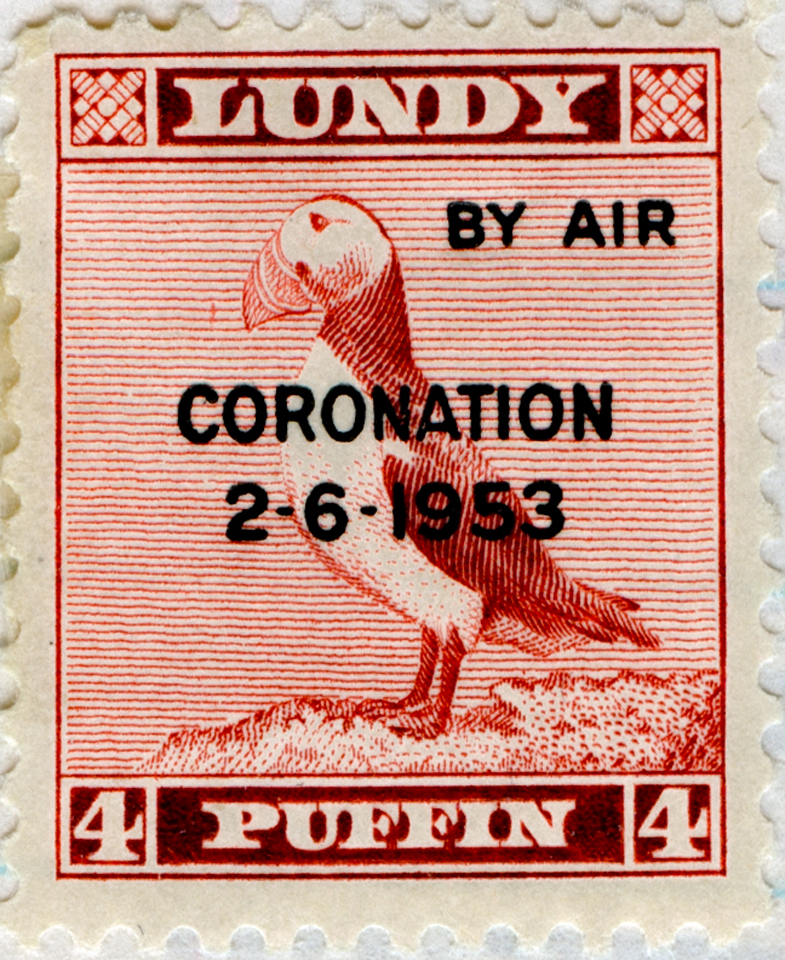 LUNDY
BY AIR
CORONATION
2-6-1953
4 PUFFIN 4